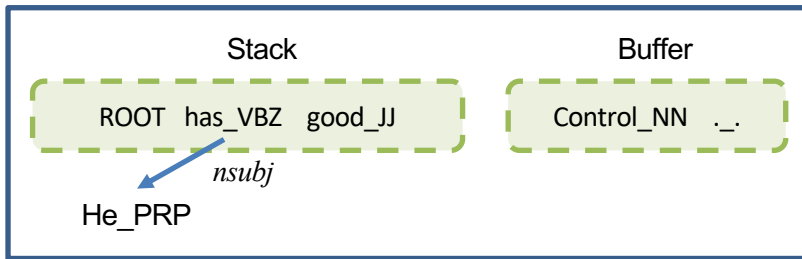 Stack Buffer
ROOT has_VBZ good_JJ Control_NN ._.
nsubj
He_PRP